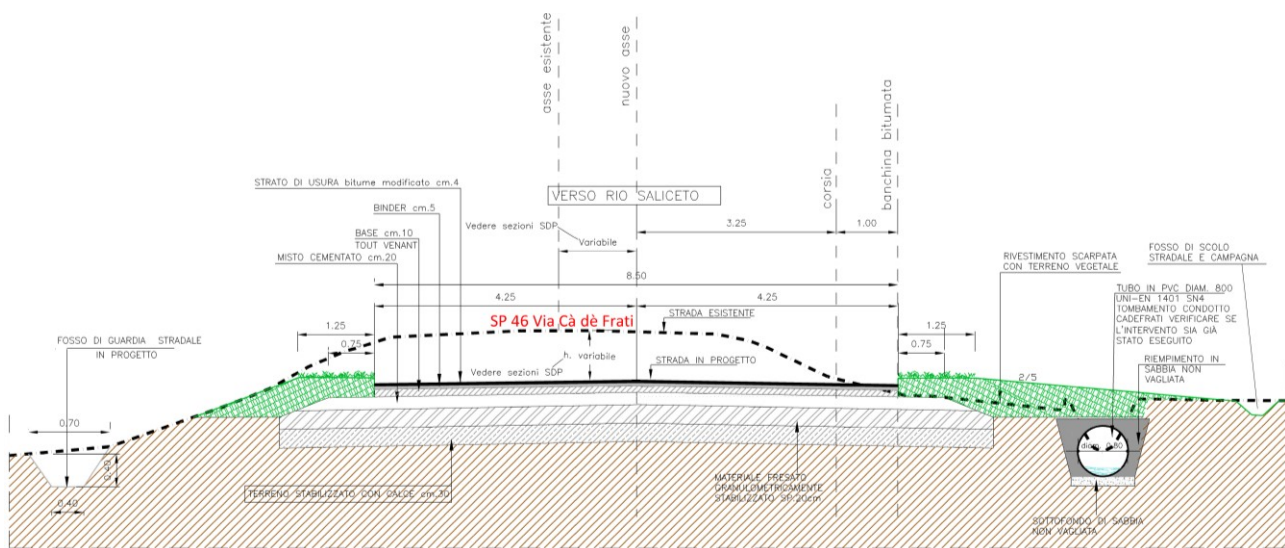 asse esistente
nuovo asse
corsia
banchina bitumata
STRATO DI USURA bitume modificato cm.4
VERSO RIO SALICETO
BINDER cm.5
Vedere sezioni SDP
3.25
1.00
BASE cm.10
TOUT VENANT
Variabile
MISTO CEMENTATO cm.20
8.50
RIVESTIMENTO SCARPATA
CON TERRENO VEGETALE
FOSSO DI SCOLO
STRADALE E CAMPAGNA
4.25
4.25
TUBO IN PVC DIAM. 800
UNI-EN 1401 SN4
TOMBAMENTO CONDOTTO
CADEFRATI VERIFICARE SE
L'INTERVENTO SIA GIÀ
STATO ESEGUITO
SP 46 Via Cà dè Frati
STRADA ESISTENTE
1.25
0.75
1.25
0.75
FOSSO DI GUARDIA STRADALE
IN PROGETTO
h. variabile
STRADA IN PROGETTO
Vedere sezioni SDP
RIEMPIMENTO IN
SABBIA NON
VAGLIATA
2/5
0.70
0.40
0.40
diam. 0.80
TERRENO STABILIZZATO CON CALCE cm.30
MATERIALE FRESATO
GRANULOMETRICAMENTE
STABILIZZATO SP.20cm
SOTTOFONDO DI SABBIA
NON VAGLIATA